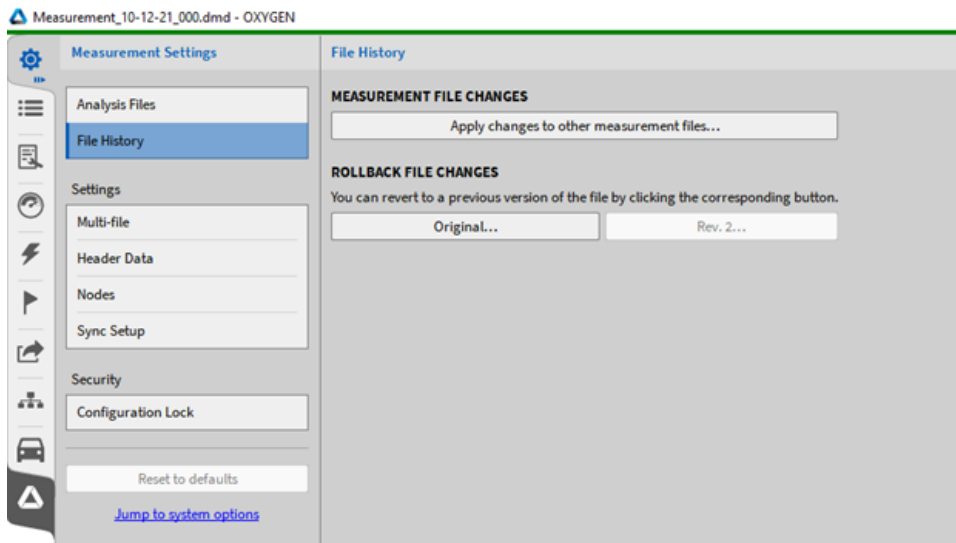 Measurement_10-12-21_000.dmd - OXYGEN
Measurement Settings
Analysis Files
File History
Settings
Multi-file
Header Data
Nodes
Sync Setup
Security
Configuration Lock
Reset to defaults
Jump to system options
File History
MEASUREMENT FILE CHANGES
Apply changes to other measurement files...
ROLLBACK FILE CHANGES
You can revert to a previous version of the file by clicking the corresponding button.
Original...
Rev. 2...